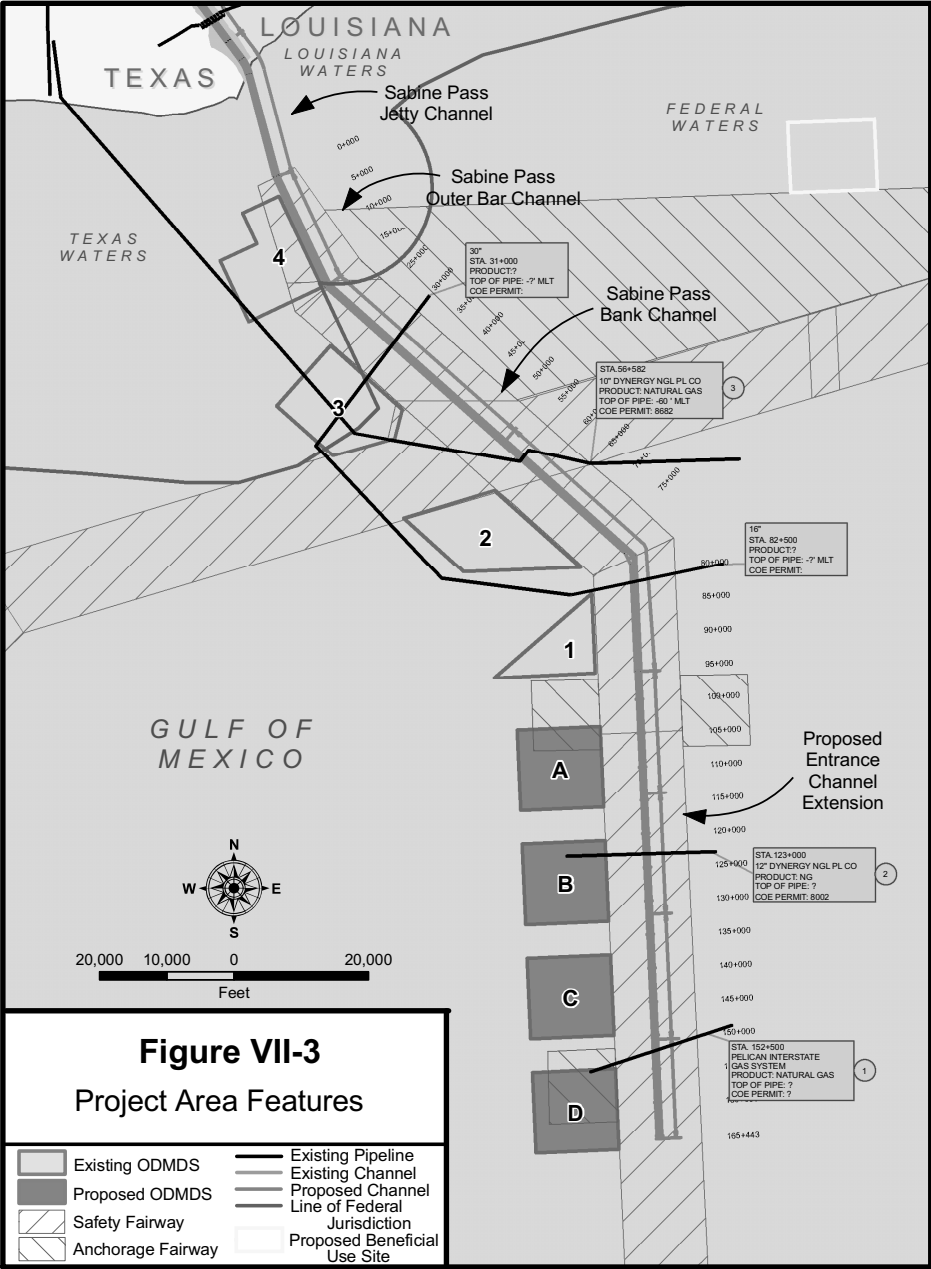 LOUISIANA
LOUISIANA
WATERS
TEXAS
Sabine Pass
Jetty Channel
FEDERAL
WATERS
0+000
5+000
Sabine Pass
Outer Bar Channel
10+000
TEXAS
WATERS
4
25+000
30+000
30"
STA. 31+000
PRODUCT:?
TOP OF PIPE: -?' MLT
COE PERMIT:
40+000
Sabine Pass
Bank Channel
50+000
55+000
STA.56+582
10" DYNERGY NGL PL CO
PRODUCT: NATURAL GAS
TOP OF PIPE: -60 ' MLT
COE PERMIT: 8682
3
3
65+000
75+000
2
16"
STA. 82+500
PRODUCT:?
TOP OF PIPE: -?' MLT
COE PERMIT:
80+000
85+000
90+000
1
95+000
100+000
105+000
GULF OF
MEXICO
Proposed
Entrance
Channel
Extension
A
110+000
115+000
120+000
B
125+000
STA.123+000
12" DYNERGY NGL PL CO
PRODUCT: NG
TOP OF PIPE: ?
COE PERMIT: 8002
2
130+000
135+000
N
W
E
S
140+000
20,000 10,000 0 20,000
Feet
C
145+000
150+000
STA. 152+500
PELICAN INTERSTATE
GAS SYSTEM
PRODUCT: NATURAL GAS
TOP OF PIPE: ?
COE PERMIT: ?
1
D
165+443
Figure VII-3
Project Area Features
Existing ODMDS
Proposed ODMDS
Safety Fairway
Anchorage Fairway
Existing Pipeline
Existing Channel
Proposed Channel
Line of Federal
Jurisdiction
Proposed Beneficial
Use Site